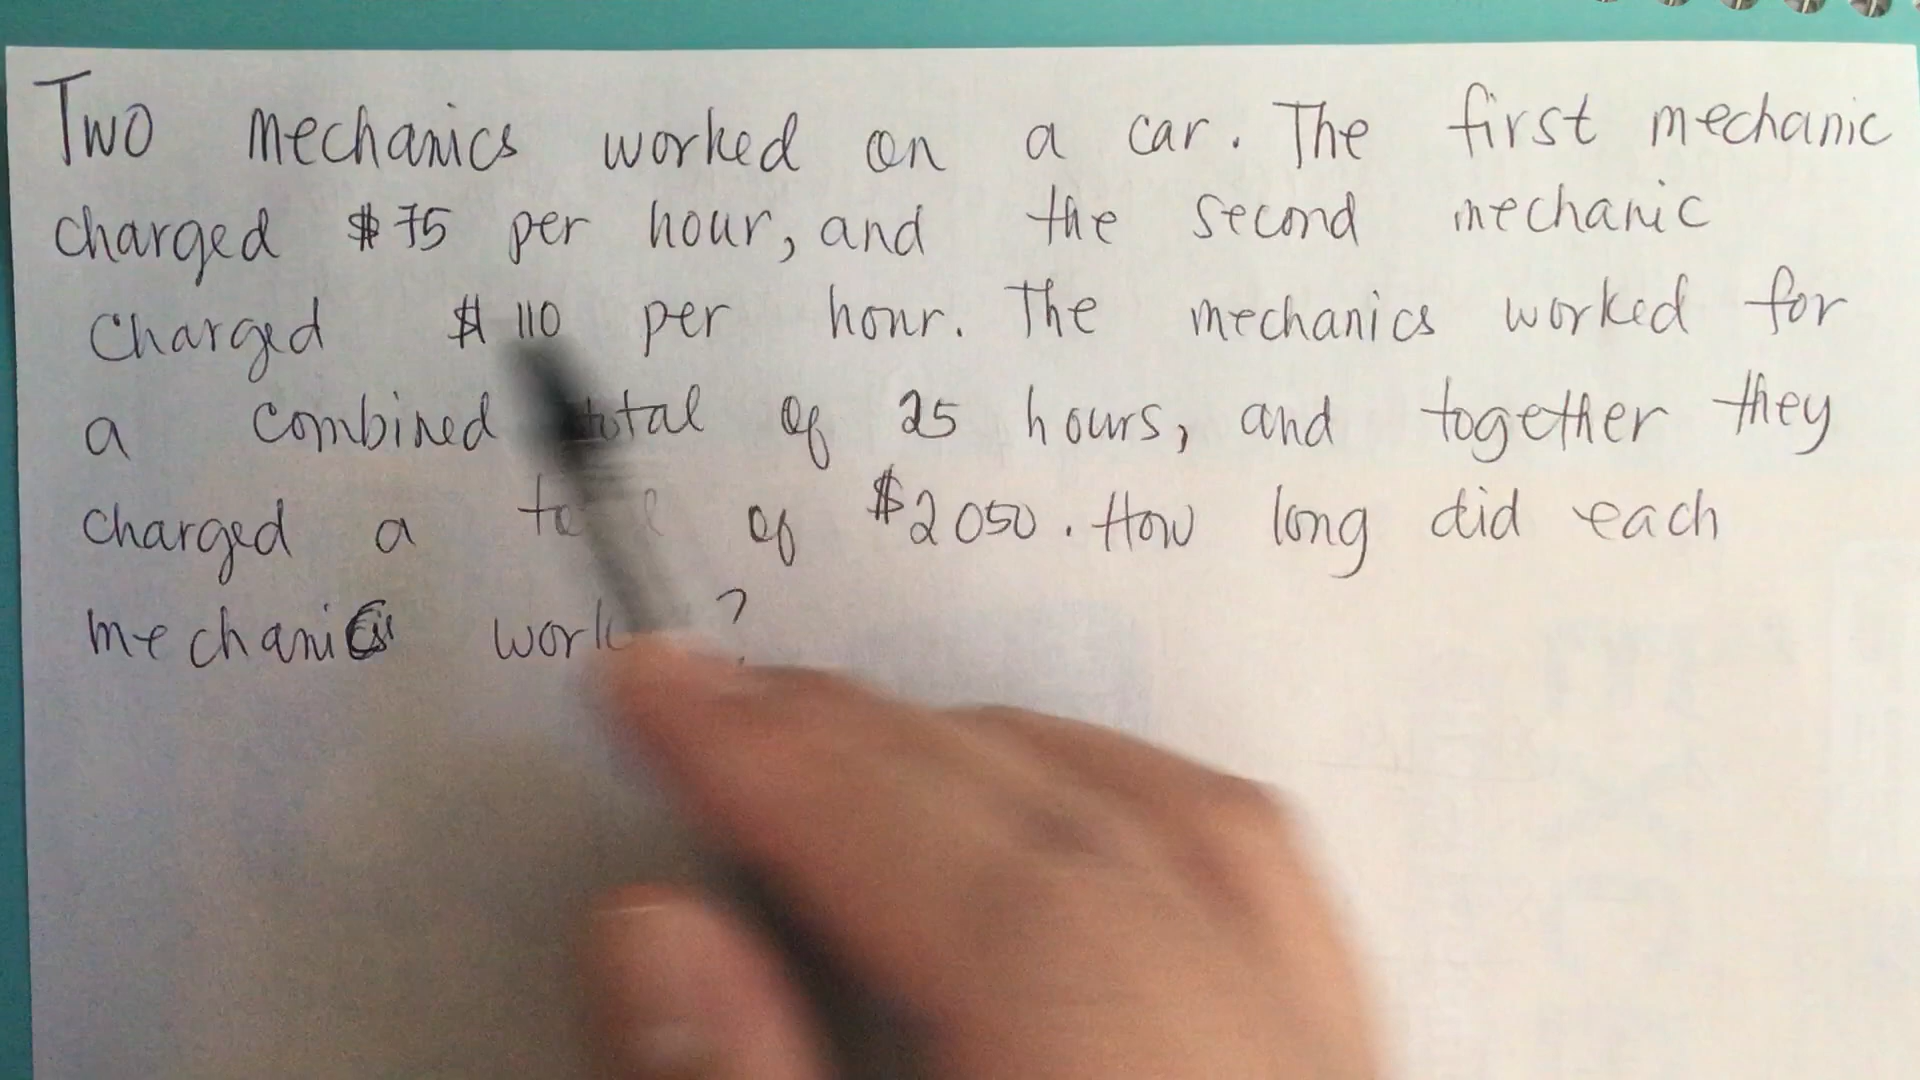 Two mechanics worked on a car. The first mechanic
charged $75 per hour, and the second mechanic
charged $110 per hour. The mechanics worked for
a combined total of 25 hours, and together they
charged a of $2050. How long did each
mechanic work?